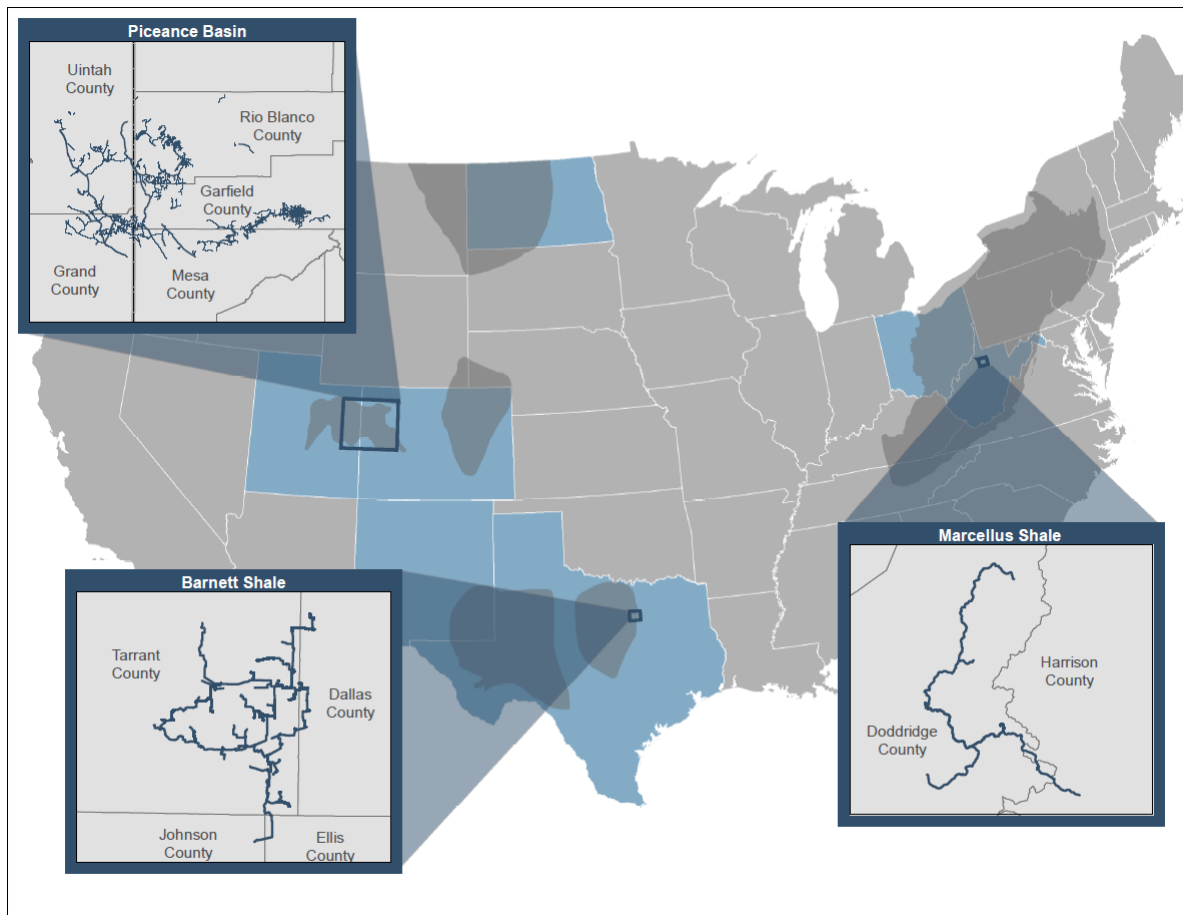 Piceance Basin
Uintah
County
Rio Blanco
County
Garfield
County
Grand
County
Mesa
County
Barnett Shale
Tarrant
County
Dallas
County
Johnson
County
Ellis
County
Marcellus Shale
Harrison
County
Doddridge
County